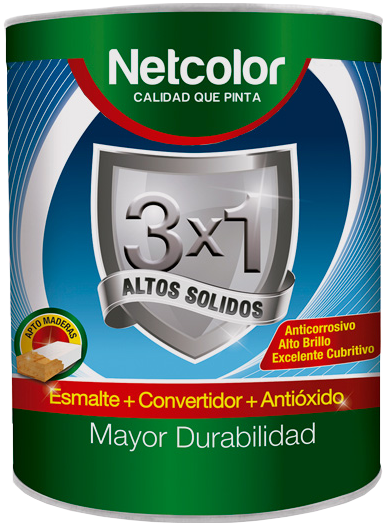 Netcolor
CALIDAD QUE PINTA
3x1
ALTOS SOLIDOS
APTO MADERAS
Anticorrosivo
Alto Brillo
Excelente Cubritivo
Esmalte + Convertidor + Antióxido
Mayor Durabilidad